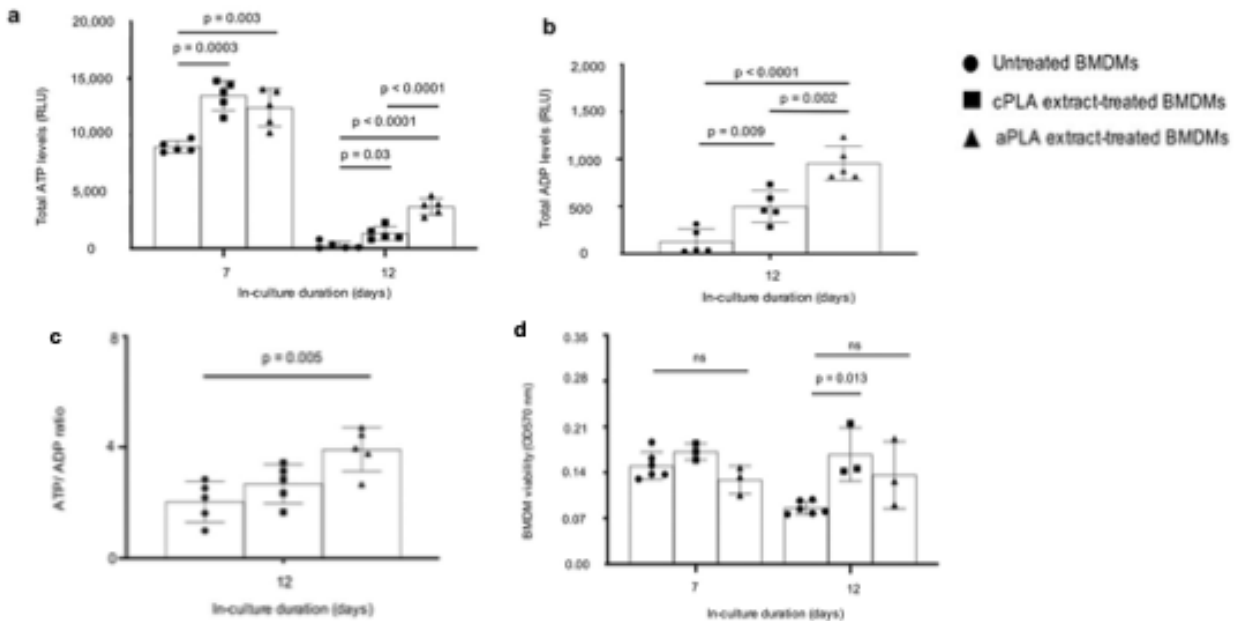 a
20,000
15,000
10,000
5,000
0
Total ATP levels (RLU)
p = 0.003
p = 0.0003
p < 0.0001
p < 0.0001
p = 0.03
7
12
In-culture duration (days)
b
2,000
1,500
1,000
500
0
Total ADP levels (RLU)
p < 0.0001
p = 0.002
p = 0.009
12
In-culture duration (days)
Untreated BMDMs
cPLA extract-treated BMDMs
aPLA extract-treated BMDMs
c
8
4
0
ATP/ ADP ratio
p = 0.005
12
In-culture duration (days)
d
0.35
0.28
0.21
0.14
0.07
0.00
BMDM viability (OD570 nm)
ns
ns
p = 0.013
7
12
In-culture duration (days)